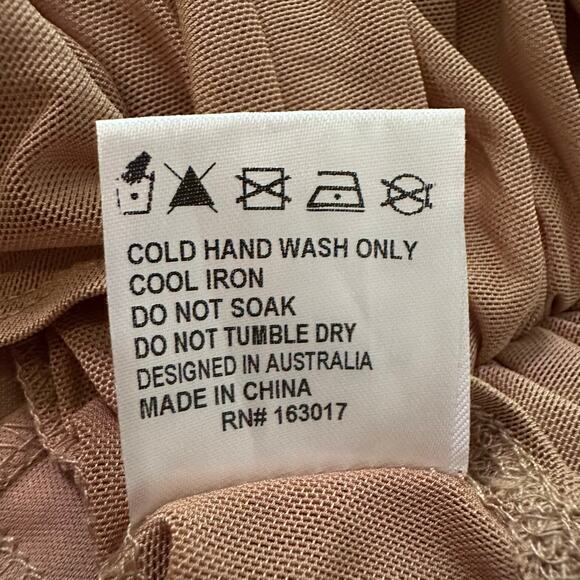 COLD HAND WASH ONLY
COOL IRON
DO NOT SOAK
DO NOT TUMBLE DRY
DESIGNED IN AUSTRALIA
MADE IN CHINA
RN# 163017